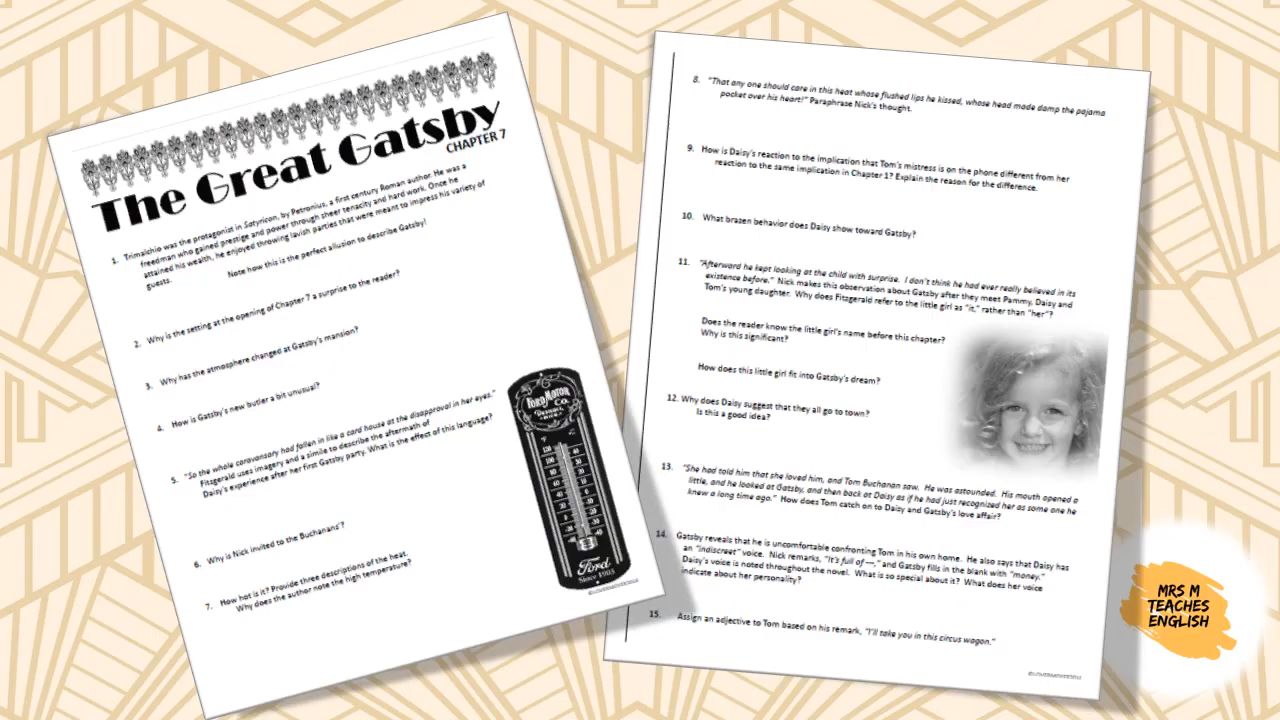 The Great Gatsby
CHAPTER 7
1. Trimalchio was the protagonist in Satyricon, by Petronius, a first century Roman author. He was a
freedman who gained prestige and power through sheer tenacity and hard work. Once he
attained his wealth, he enjoyed throwing lavish parties that were meant to impress his variety of
guests.
Note how this is the perfect allusion to describe Gatsby!
2. Why is the setting at the opening of Chapter 7 a surprise to the reader?
3. Why has the atmosphere changed at Gatsby's mansion?
4. How is Gatsby's new butler a bit unusual?
5. "So the whole caravansary had fallen in like a card house at the disapproval in her eyes."
Fitzgerald uses imagery and a simile to describe the aftermath of
Daisy's experience after her first Gatsby party. What is the effect of this language?
6. Why is Nick invited to the Buchanans'?
7. How hot is it? Provide three descriptions of the heat.
Why does the author note the high temperature?
FORD MOTOR
CO.
°F °C
120
100
80
60
40
20
0
-20
-40
Ford
Since 1903
8. "That any one should care in this heat whose flushed lips he kissed, whose head made damp the pajama
pocket over his heart!" Paraphrase Nick's thought.
9. How is Daisy's reaction to the implication that Tom's mistress is on the phone different from her
reaction to the same implication in Chapter 1? Explain the reason for the difference.
10. What brazen behavior does Daisy show toward Gatsby?
11. "Afterward he kept looking at the child with surprise. I don't think he had ever really believed in its
existence before." Nick makes this observation about Gatsby after they meet Pammy, Daisy and
Tom's young daughter. Why does Fitzgerald refer to the little girl as "it," rather than "her"?
Does the reader know the little girl's name before this chapter?
Why is this significant?
How does this little girl fit into Gatsby's dream?
12. Why does Daisy suggest that they all go to town?
Is this a good idea?
13. "She had told him that she loved him, and Tom Buchanan saw. He was astounded. His mouth opened a
little, and he looked at Gatsby, and then back at Daisy as if he had just recognized her as some one he
knew a long time ago." How does Tom catch on to Daisy and Gatsby's love affair?
14. Gatsby reveals that he is uncomfortable confronting Tom in his own home. He also says that Daisy has
an "indiscreet" voice. Nick remarks, "It's full of —," and Gatsby fills in the blank with "money."
Daisy's voice is noted throughout the novel. What is so special about it? What does her voice
indicate about her personality?
15. Assign an adjective to Tom based on his remark, "I'll take you in this circus wagon."
MRS M
TEACHES
ENGLISH